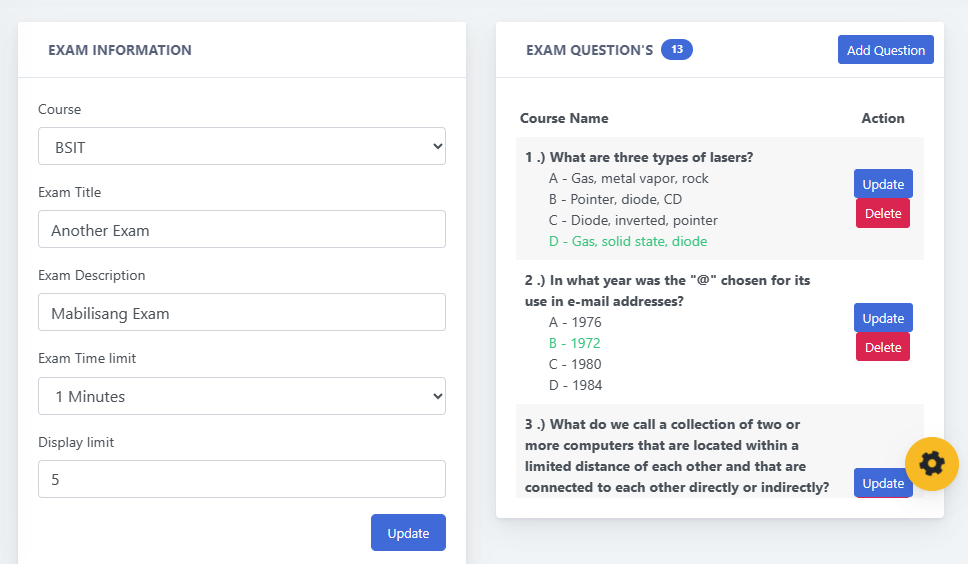 EXAM INFORMATION
Course
BSIT
Exam Title
Another Exam
Exam Description
Mabilisang Exam
Exam Time limit
1 Minutes
Display limit
5
Update
EXAM QUESTION'S 13 Add Question
Course Name Action
1 .) What are three types of lasers?
A - Gas, metal vapor, rock
B - Pointer, diode, CD
C - Diode, inverted, pointer
D - Gas, solid state, diode
Update
Delete
2 .) In what year was the "@" chosen for its
use in e-mail addresses?
A - 1976
B - 1972
C - 1980
D - 1984
Update
Delete
3 .) What do we call a collection of two or
more computers that are located within a
limited distance of each other and that are
connected to each other directly or indirectly?
Update